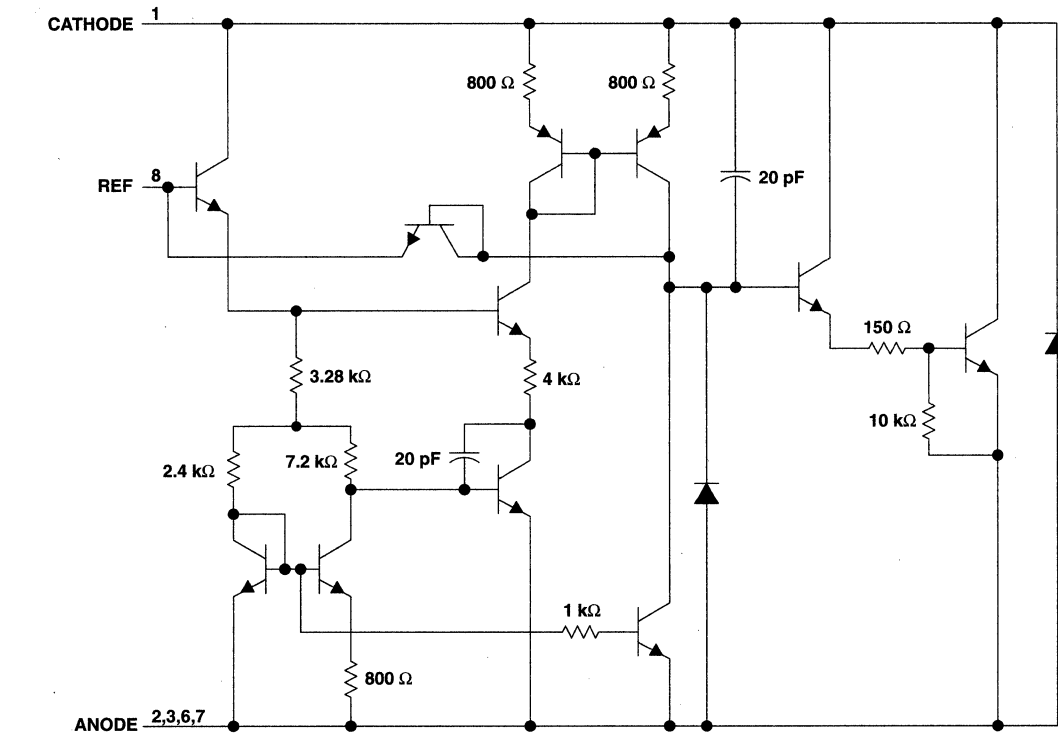 CATHODE 1
800 Ω 800 Ω
REF 8
20 pF
150 Ω
3.28 kΩ 4 kΩ
10 kΩ
2.4 kΩ 7.2 kΩ 20 pF
1 kΩ
800 Ω
ANODE 2,3,6,7